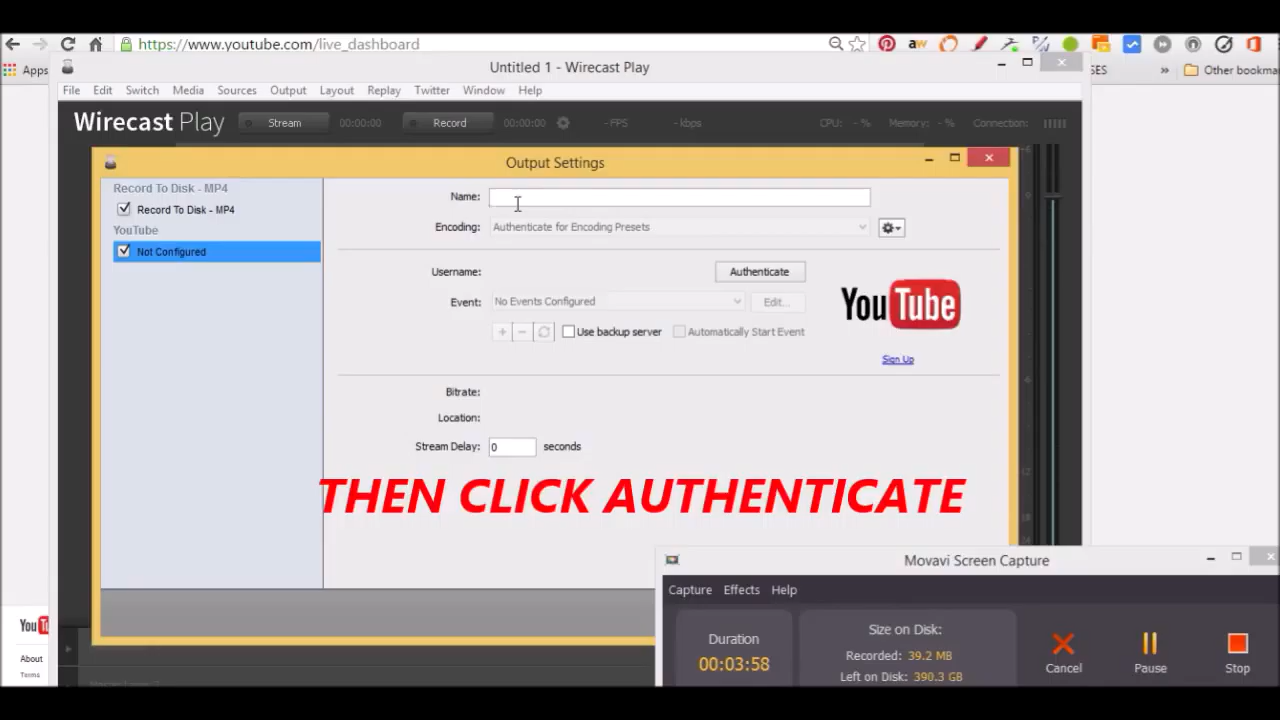 https://www.youtube.com/live_dashboard
Apps
SES
»
Other bookma
Untitled 1 - Wirecast Play
File Edit Switch Media Sources Output Layout Replay Twitter Window Help
Wirecast Play Stream 00:00:00 Record 00:00:00 - FPS - kbps CPU: - % Memory: - % Connection:
Output Settings
Record To Disk - MP4
Record To Disk - MP4
YouTube
Not Configured
Name:
Encoding: Authenticate for Encoding Presets
Username: Authenticate
Event: No Events Configured Edit...
+ - Use backup server Automatically Start Event
YouTube
Sign Up
Bitrate:
Location:
Stream Delay: 0 seconds
THEN CLICK AUTHENTICATE
Movavi Screen Capture
Capture Effects Help
Duration
00:03:58
Size on Disk:
Recorded: 39.2 MB
Left on Disk: 390.3 GB
Cancel
Pause
Stop
YouT
About
Terms